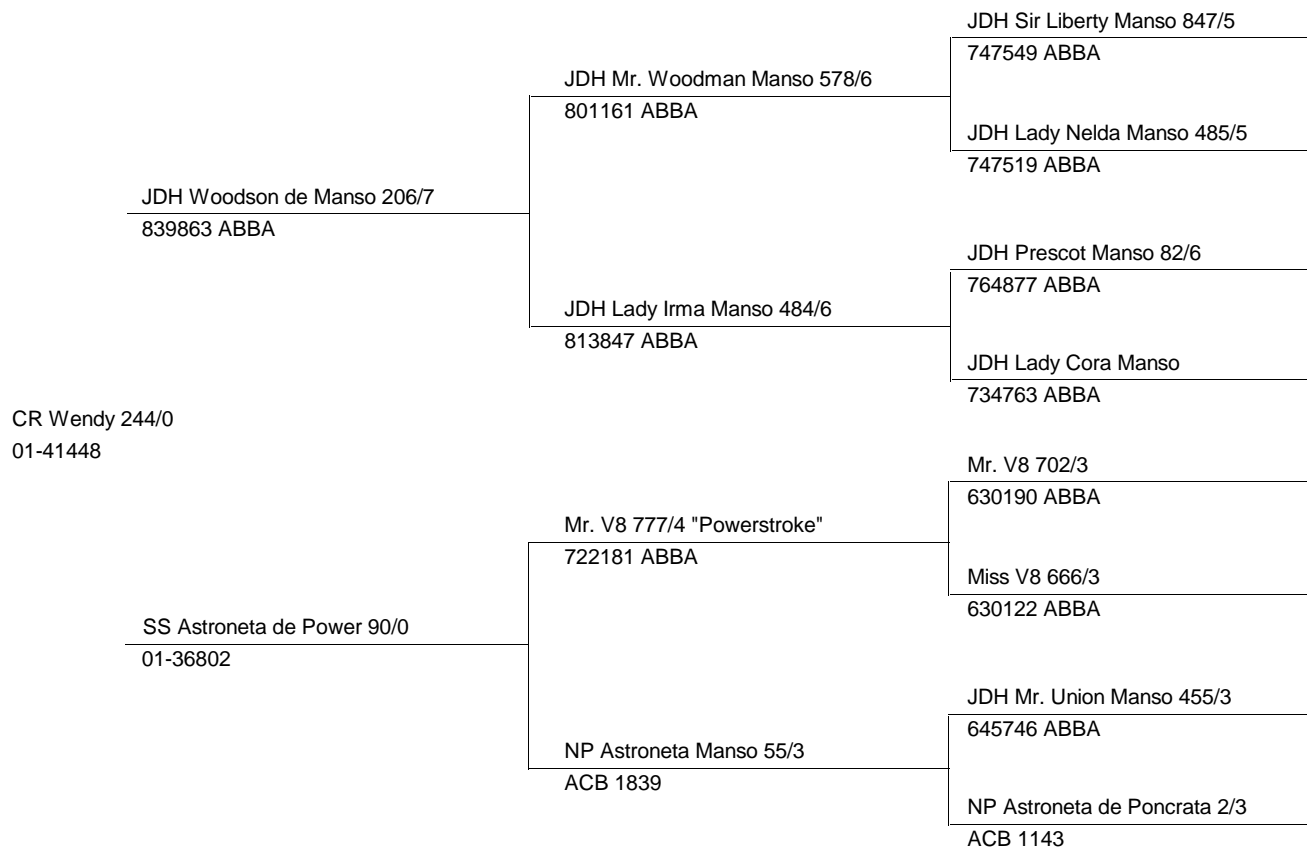 JDH Sir Liberty Manso 847/5
747549 ABBA
JDH Mr. Woodman Manso 578/6
801161 ABBA
JDH Lady Nelda Manso 485/5
747519 ABBA
JDH Woodson de Manso 206/7
839863 ABBA
JDH Prescot Manso 82/6
764877 ABBA
JDH Lady Irma Manso 484/6
813847 ABBA
JDH Lady Cora Manso
734763 ABBA
CR Wendy 244/0
01-41448
Mr. V8 702/3
630190 ABBA
Mr. V8 777/4 "Powerstroke"
722181 ABBA
Miss V8 666/3
630122 ABBA
SS Astroneta de Power 90/0
01-36802
JDH Mr. Union Manso 455/3
645746 ABBA
NP Astroneta Manso 55/3
ACB 1839
NP Astroneta de Poncrata 2/3
ACB 1143